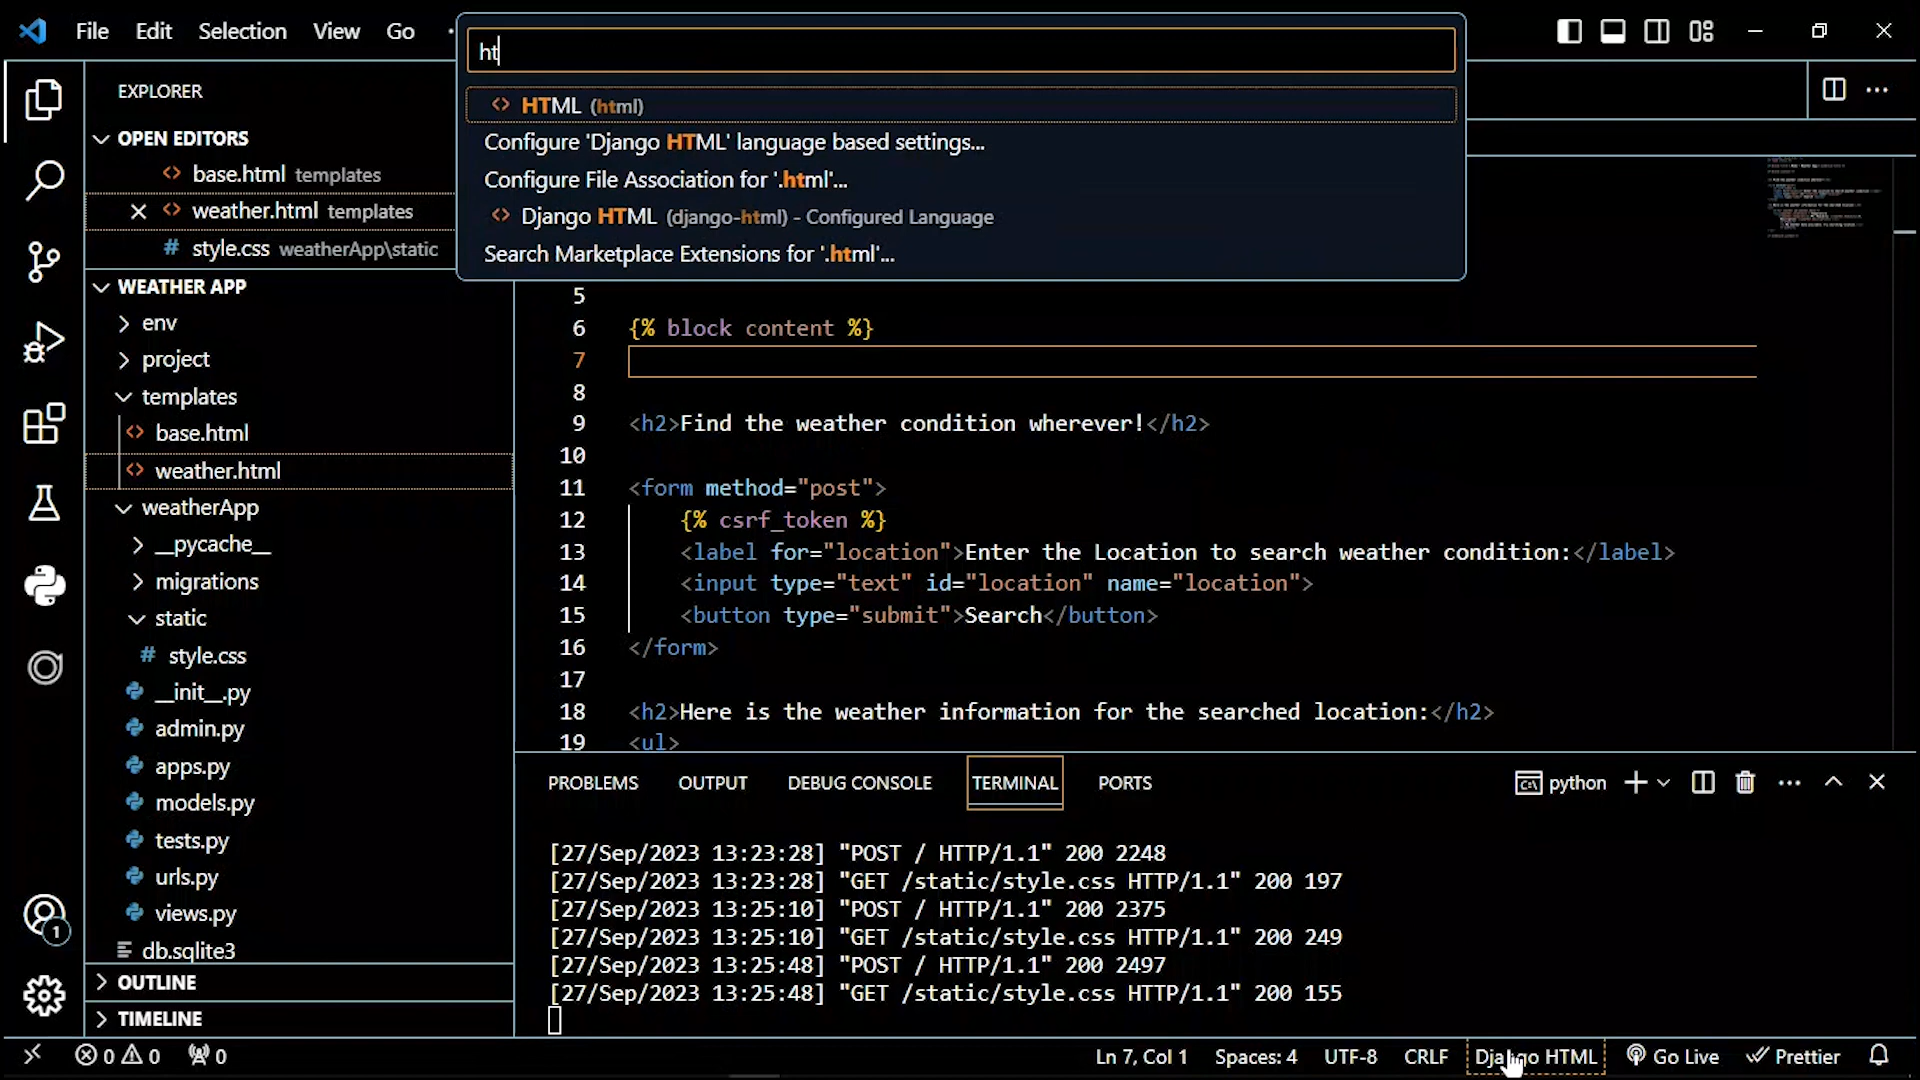 File Edit Selection View Go
ht
HTML (html)
Configure 'Django HTML' language based settings...
Configure File Association for '.html'...
Django HTML (django-html) - Configured Language
Search Marketplace Extensions for '.html'...
EXPLORER
OPEN EDITORS
base.html templates
weather.html templates
style.css weatherApp\static
WEATHER APP
env
project
templates
base.html
weather.html
weatherApp
__pycache__
migrations
static
style.css
__init__.py
admin.py
apps.py
models.py
tests.py
urls.py
views.py
db.sqlite3
OUTLINE
TIMELINE
1
5
6 {% block content %}
7
8
9 <h2>Find the weather condition wherever!</h2>
10
11 <form method="post">
12 {% csrf_token %}
13 <label for="location">Enter the Location to search weather condition:</label>
14 <input type="text" id="location" name="location">
15 <button type="submit">Search</button>
16 </form>
17
18 <h2>Here is the weather information for the searched location:</h2>
19 <ul>
PROBLEMS OUTPUT DEBUG CONSOLE TERMINAL PORTS
python
[27/Sep/2023 13:23:28] "POST / HTTP/1.1" 200 2248
[27/Sep/2023 13:23:28] "GET /static/style.css HTTP/1.1" 200 197
[27/Sep/2023 13:25:10] "POST / HTTP/1.1" 200 2375
[27/Sep/2023 13:25:10] "GET /static/style.css HTTP/1.1" 200 249
[27/Sep/2023 13:25:48] "POST / HTTP/1.1" 200 2497
[27/Sep/2023 13:25:48] "GET /static/style.css HTTP/1.1" 200 155
0 0 0 Ln 7, Col 1 Spaces: 4 UTF-8 CRLF Django HTML Go Live Prettier